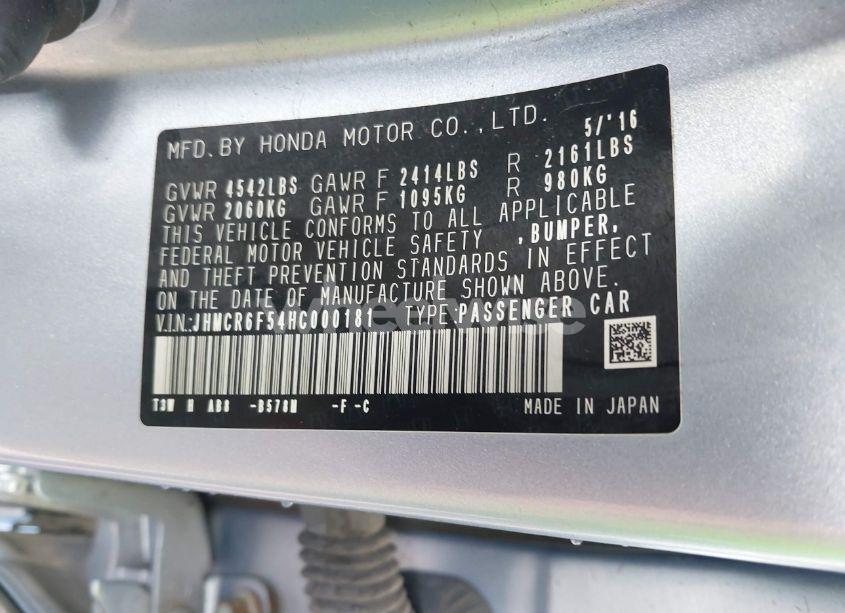 MFD. BY HONDA MOTOR CO., LTD. 5/'16
GVWR 4542LBS GAWR F 2414LBS R 2161LBS
GVWR 2060KG GAWR F 1095KG R 980KG
THIS VEHICLE CONFORMS TO ALL APPLICABLE
FEDERAL MOTOR VEHICLE SAFETY ,BUMPER,
AND THEFT PREVENTION STANDARDS IN EFFECT
ON THE DATE OF MANUFACTURE SHOWN ABOVE.
V.I.N.:JHMCR6F54HC000181 TYPE:PASSENGER CAR
T3W H AB8 -B578M -F -C MADE IN JAPAN